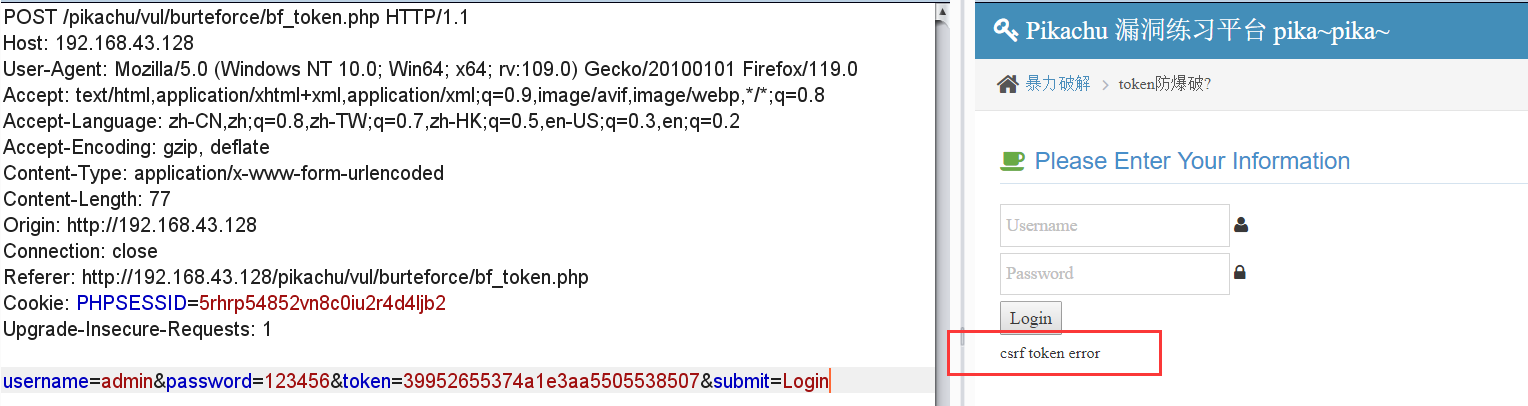 POST /pikachu/vul/burteforce/bf_token.php HTTP/1.1
Host: 192.168.43.128
User-Agent: Mozilla/5.0 (Windows NT 10.0; Win64; x64; rv:109.0) Gecko/20100101 Firefox/119.0
Accept: text/html,application/xhtml+xml,application/xml;q=0.9,image/avif,image/webp,*/*;q=0.8
Accept-Language: zh-CN,zh;q=0.8,zh-TW;q=0.7,zh-HK;q=0.5,en-US;q=0.3,en;q=0.2
Accept-Encoding: gzip, deflate
Content-Type: application/x-www-form-urlencoded
Content-Length: 77
Origin: http://192.168.43.128
Connection: close
Referer: http://192.168.43.128/pikachu/vul/burteforce/bf_token.php
Cookie: PHPSESSID=5rhrp54852vn8c0iu2r4d4ljb2
Upgrade-Insecure-Requests: 1
username=admin&password=123456&token=39952655374a1e3aa5505538507&submit=Login
Pikachu 漏洞练习平台 pika~pika~
暴力破解 > token防爆破?
Please Enter Your Information
Username
Password
Login
csrf token error